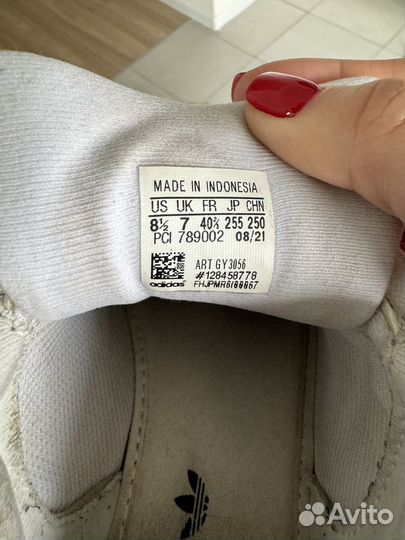 MADE IN INDONESIA
US UK FR JP CHN
8½ 7 40⅔ 255 250
PCI 789002 08/21
ART GY3056
#128458778
adidas FHJPMR6I00067
Avito